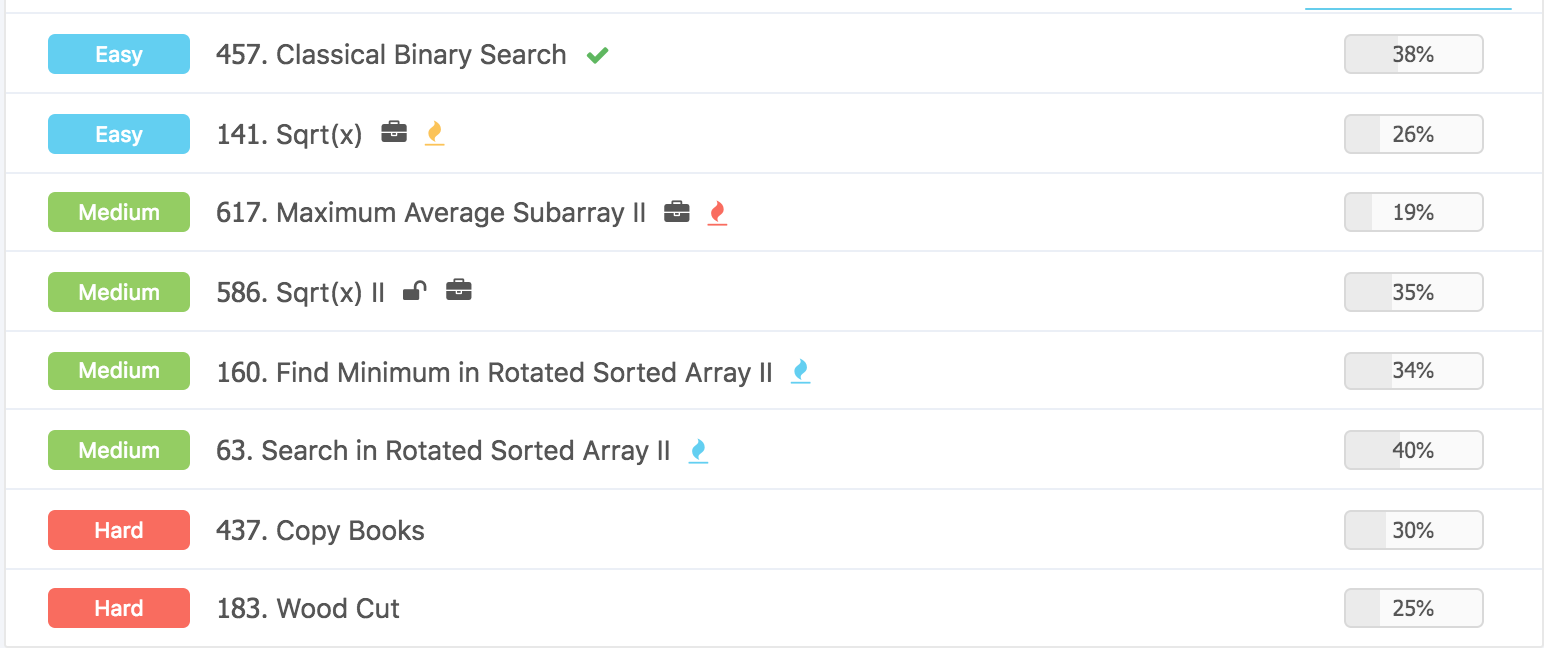 Easy 457. Classical Binary Search 38%
Easy 141. Sqrt(x) 26%
Medium 617. Maximum Average Subarray II 19%
Medium 586. Sqrt(x) II 35%
Medium 160. Find Minimum in Rotated Sorted Array II 34%
Medium 63. Search in Rotated Sorted Array II 40%
Hard 437. Copy Books 30%
Hard 183. Wood Cut 25%